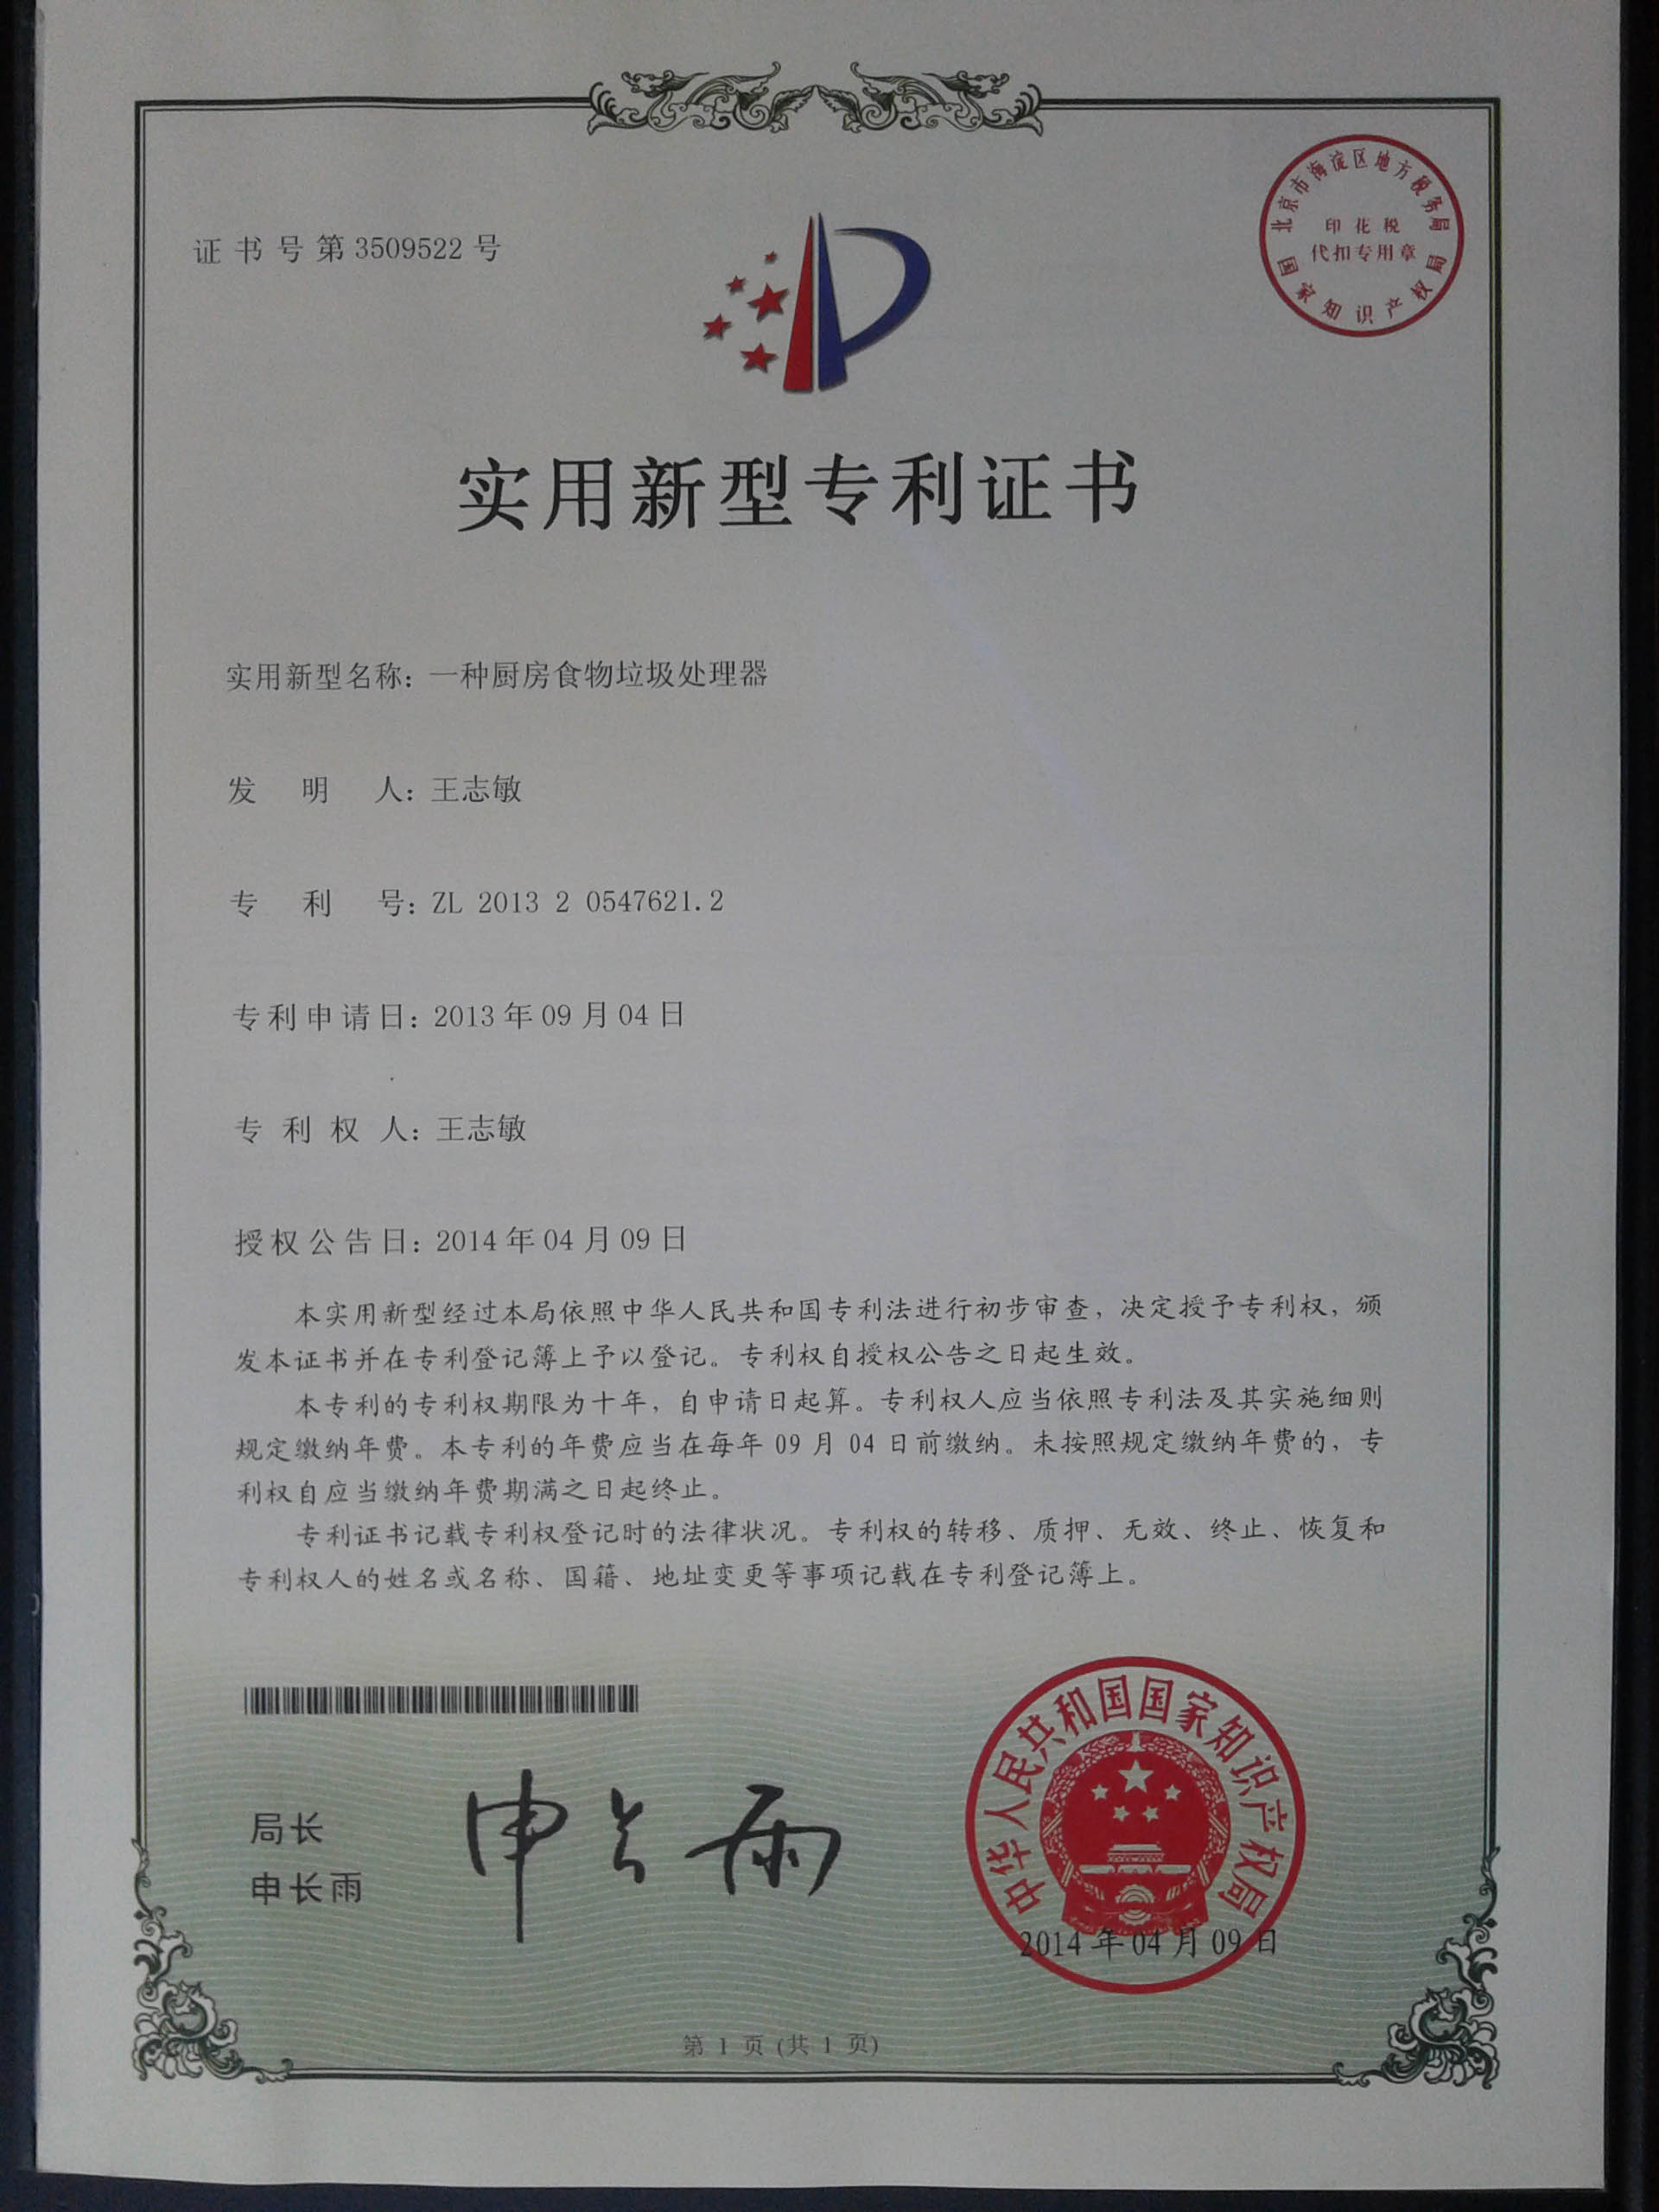 证书号第3509522号
北京市海淀区地方税务局
印花税
代扣专用章
国家知识产权局
实用新型专利证书
实用新型名称：一种厨房食物垃圾处理器
发明人：王志敏
专利号：ZL 2013 2 0547621.2
专利申请日：2013年09月04日
专利权人：王志敏
授权公告日：2014年04月09日
本实用新型经过本局依照中华人民共和国专利法进行初步审查，决定授予专利权，颁
发本证书并在专利登记簿上予以登记。专利权自授权公告之日起生效。
本专利的专利权期限为十年，自申请日起算。专利权人应当依照专利法及其实施细则
规定缴纳年费。本专利的年费应当在每年 09 月 04 日前缴纳。未按照规定缴纳年费的，专
利权自应当缴纳年费期满之日起终止。
专利证书记载专利权登记时的法律状况。专利权的转移、质押、无效、终止、恢复和
专利权人的姓名或名称、国籍、地址变更等事项记载在专利登记簿上。
局长
申长雨
申长雨
中华人民共和国国家知识产权局
2014年04月09日
第 1 页 (共 1 页)